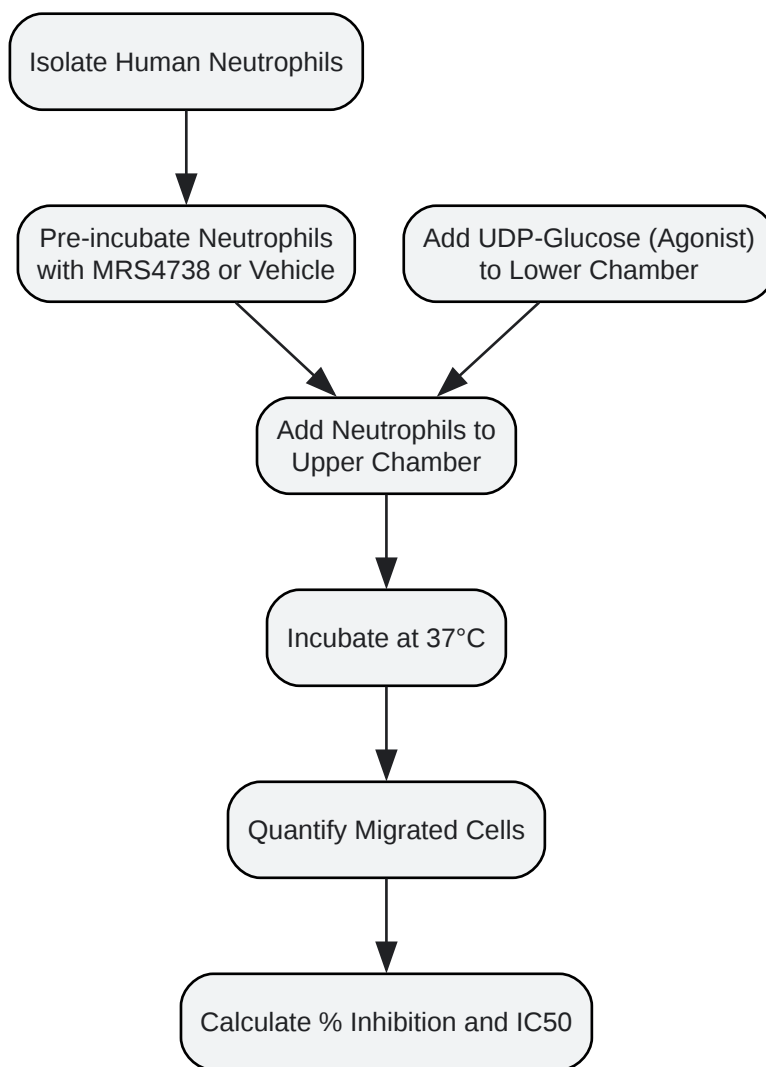 Isolate Human Neutrophils
Pre-incubate Neutrophils
with MRS4738 or Vehicle
Add UDP-Glucose (Agonist)
to Lower Chamber
Add Neutrophils to
Upper Chamber
Incubate at 37°C
Quantify Migrated Cells
Calculate % Inhibition and IC50